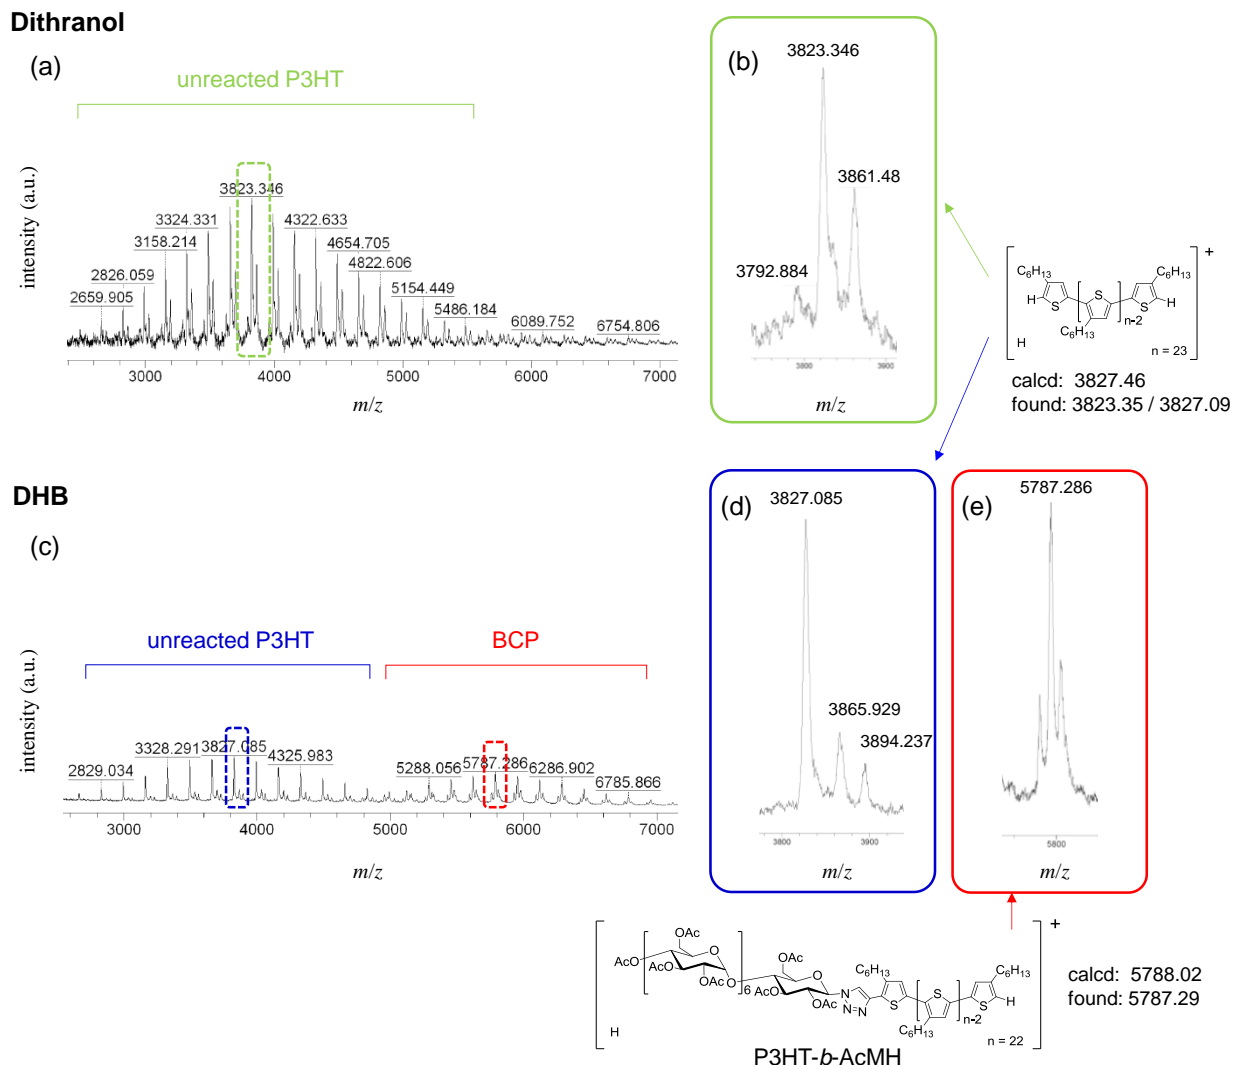 Dithranol
(a)
unreacted P3HT
intensity (a.u.)
3823.346
3324.331
3158.214
2826.059
2659.905
4322.633
4654.705
4822.606
5154.449
5486.184
6089.752
6754.806
3000 4000 5000 6000 7000
m/z
(b)
3823.346
3861.48
3792.884
3800 3900
m/z
C6H13
C6H13
S S S
H H
n-2
C6H13
H
n = 23
+
calcd: 3827.46
found: 3823.35 / 3827.09
DHB
(c)
unreacted P3HT
BCP
intensity (a.u.)
3328.291
3827.085
4325.983
2829.034
5288.056
5787.286
6286.902
6785.866
3000 4000 5000 6000 7000
m/z
(d)
3827.085
3865.929
3894.237
3800 3900
m/z
(e)
5787.286
5800
m/z
+
OAc
O
AcO
AcO
OAc
O
6
OAc
O
AcO
OAc
N
N=N
C6H13
S
S
S
C6H13
H
n-2
C6H13
H
n = 22
P3HT-b-AcMH
calcd: 5788.02
found: 5787.29